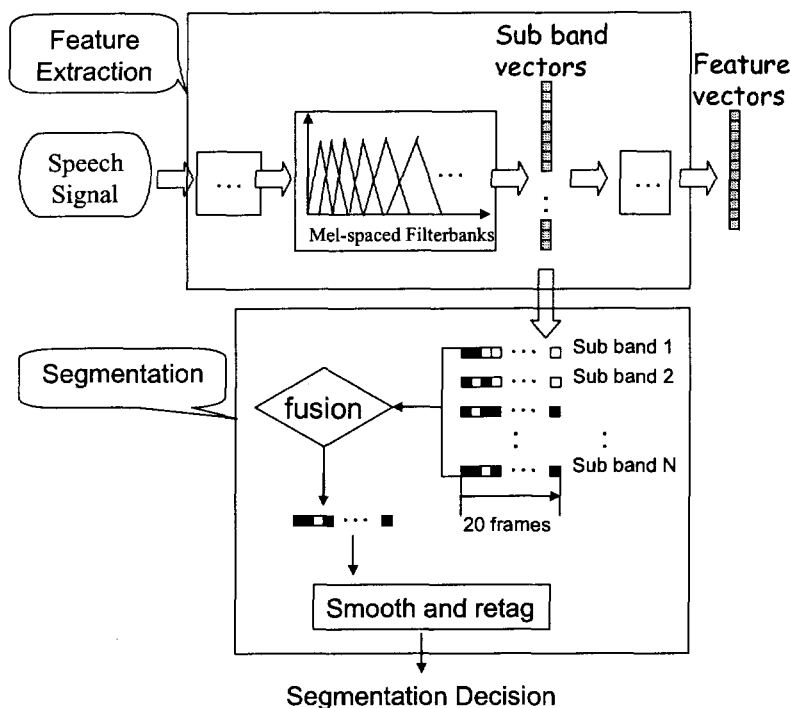 Feature
Extraction
Sub band
vectors
Feature
vectors
Speech
Signal
...
...
Mel-spaced Filterbanks
...
Segmentation
fusion
... Sub band 1
... Sub band 2
...
... Sub band N
20 frames
...
Smooth and retag
Segmentation Decision